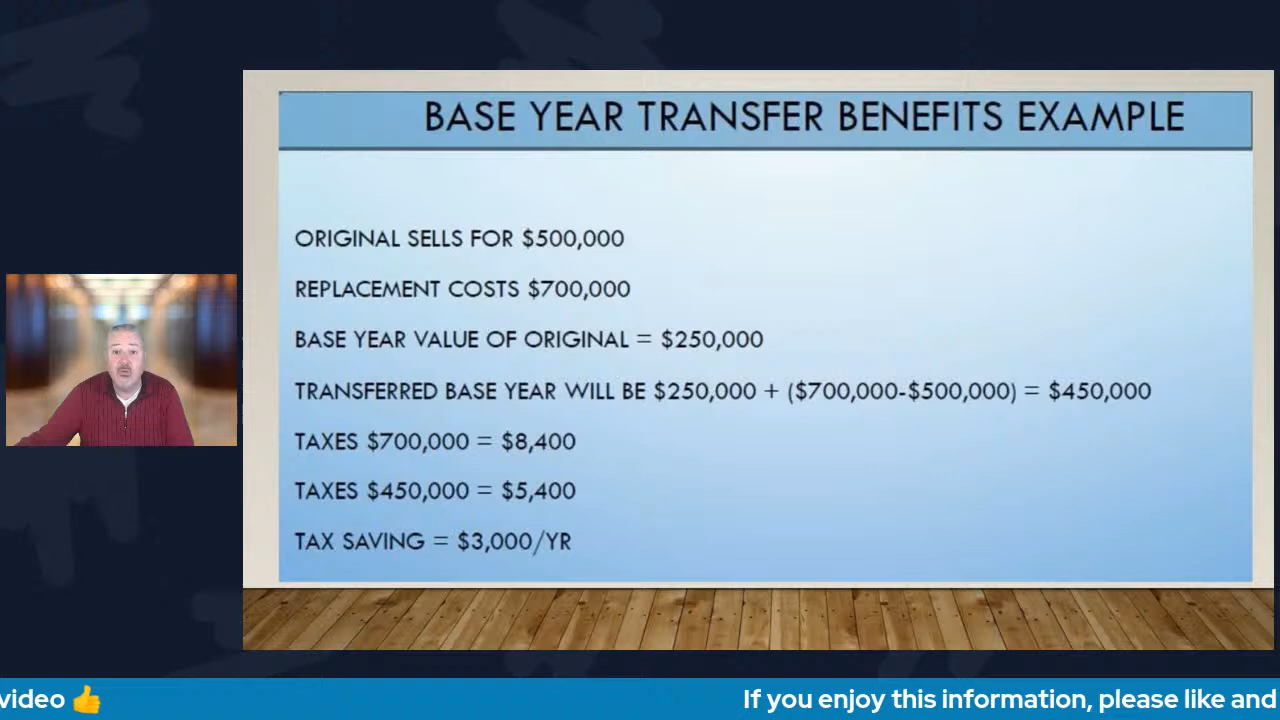 BASE YEAR TRANSFER BENEFITS EXAMPLE
ORIGINAL SELLS FOR $500,000
REPLACEMENT COSTS $700,000
BASE YEAR VALUE OF ORIGINAL = $250,000
TRANSFERRED BASE YEAR WILL BE $250,000 + ($700,000-$500,000) = $450,000
TAXES $700,000 = $8,400
TAXES $450,000 = $5,400
TAX SAVING = $3,000/YR
video 👍 If you enjoy this information, please like and